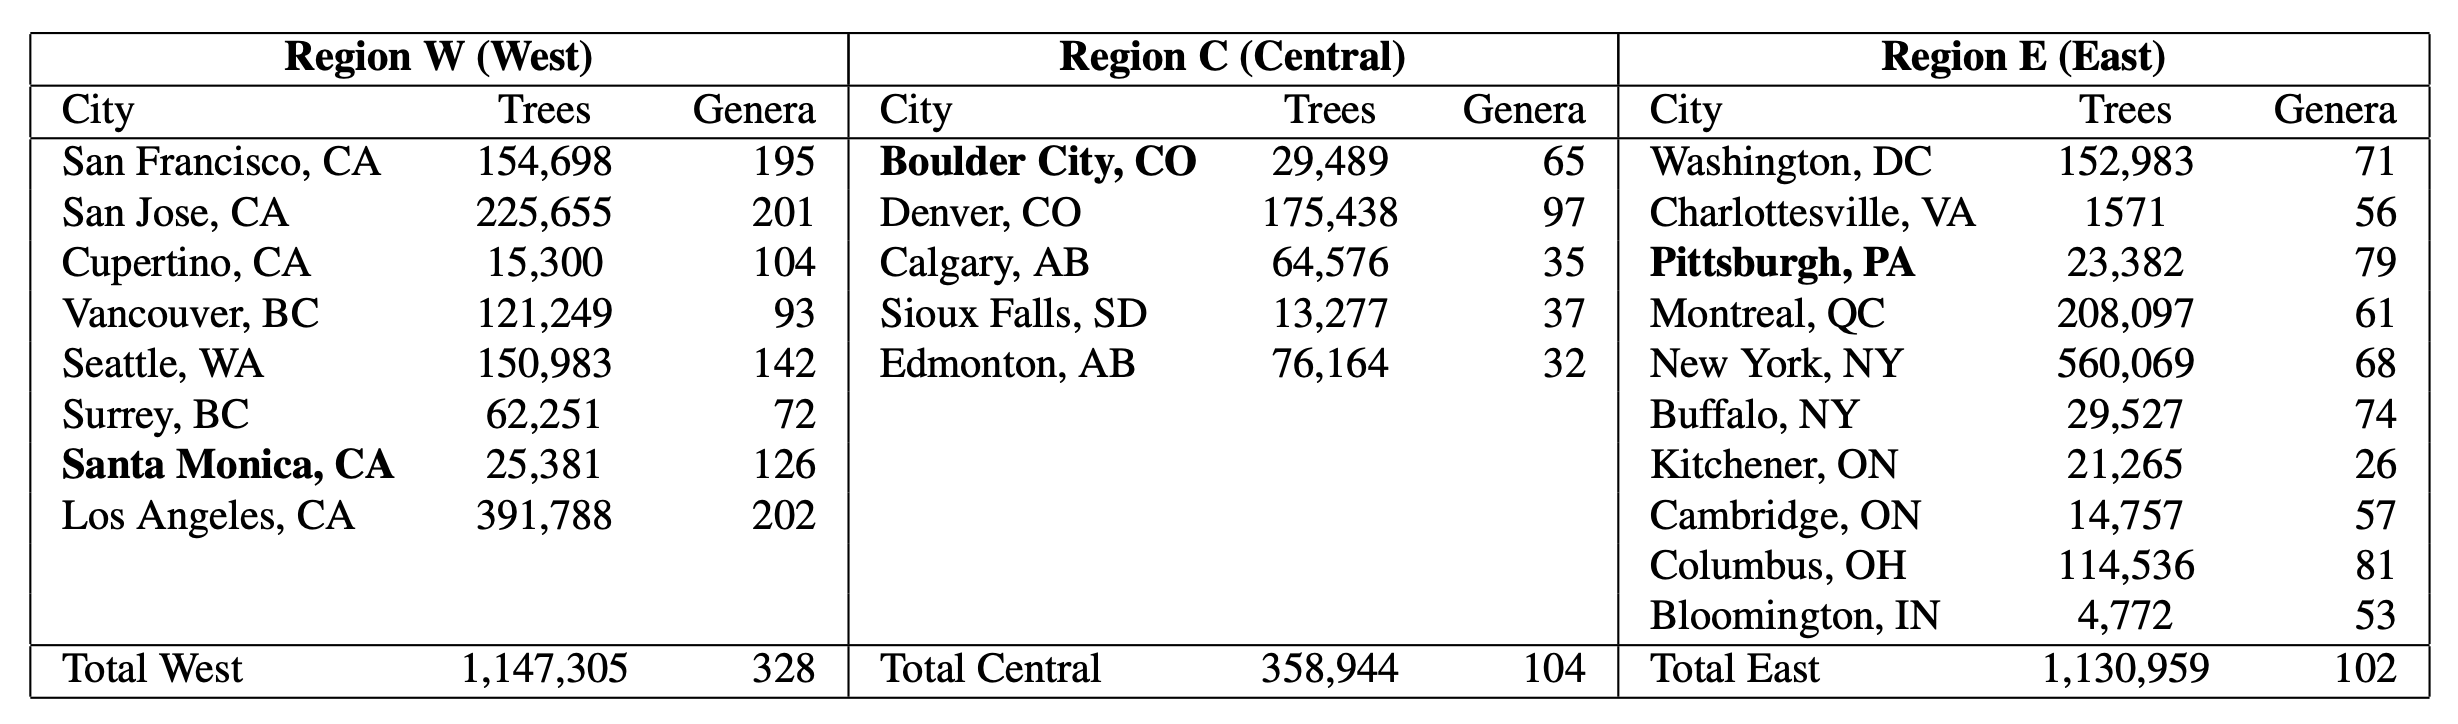 Region W (West) Region C (Central) Region E (East)
City Trees Genera City Trees Genera City Trees Genera
San Francisco, CA 154,698 195 Boulder City, CO 29,489 65 Washington, DC 152,983 71
San Jose, CA 225,655 201 Denver, CO 175,438 97 Charlottesville, VA 1571 56
Cupertino, CA 15,300 104 Calgary, AB 64,576 35 Pittsburgh, PA 23,382 79
Vancouver, BC 121,249 93 Sioux Falls, SD 13,277 37 Montreal, QC 208,097 61
Seattle, WA 150,983 142 Edmonton, AB 76,164 32 New York, NY 560,069 68
Surrey, BC 62,251 72 Buffalo, NY 29,527 74
Santa Monica, CA 25,381 126 Kitchener, ON 21,265 26
Los Angeles, CA 391,788 202 Cambridge, ON 14,757 57
Columbus, OH 114,536 81
Bloomington, IN 4,772 53
Total West 1,147,305 328 Total Central 358,944 104 Total East 1,130,959 102